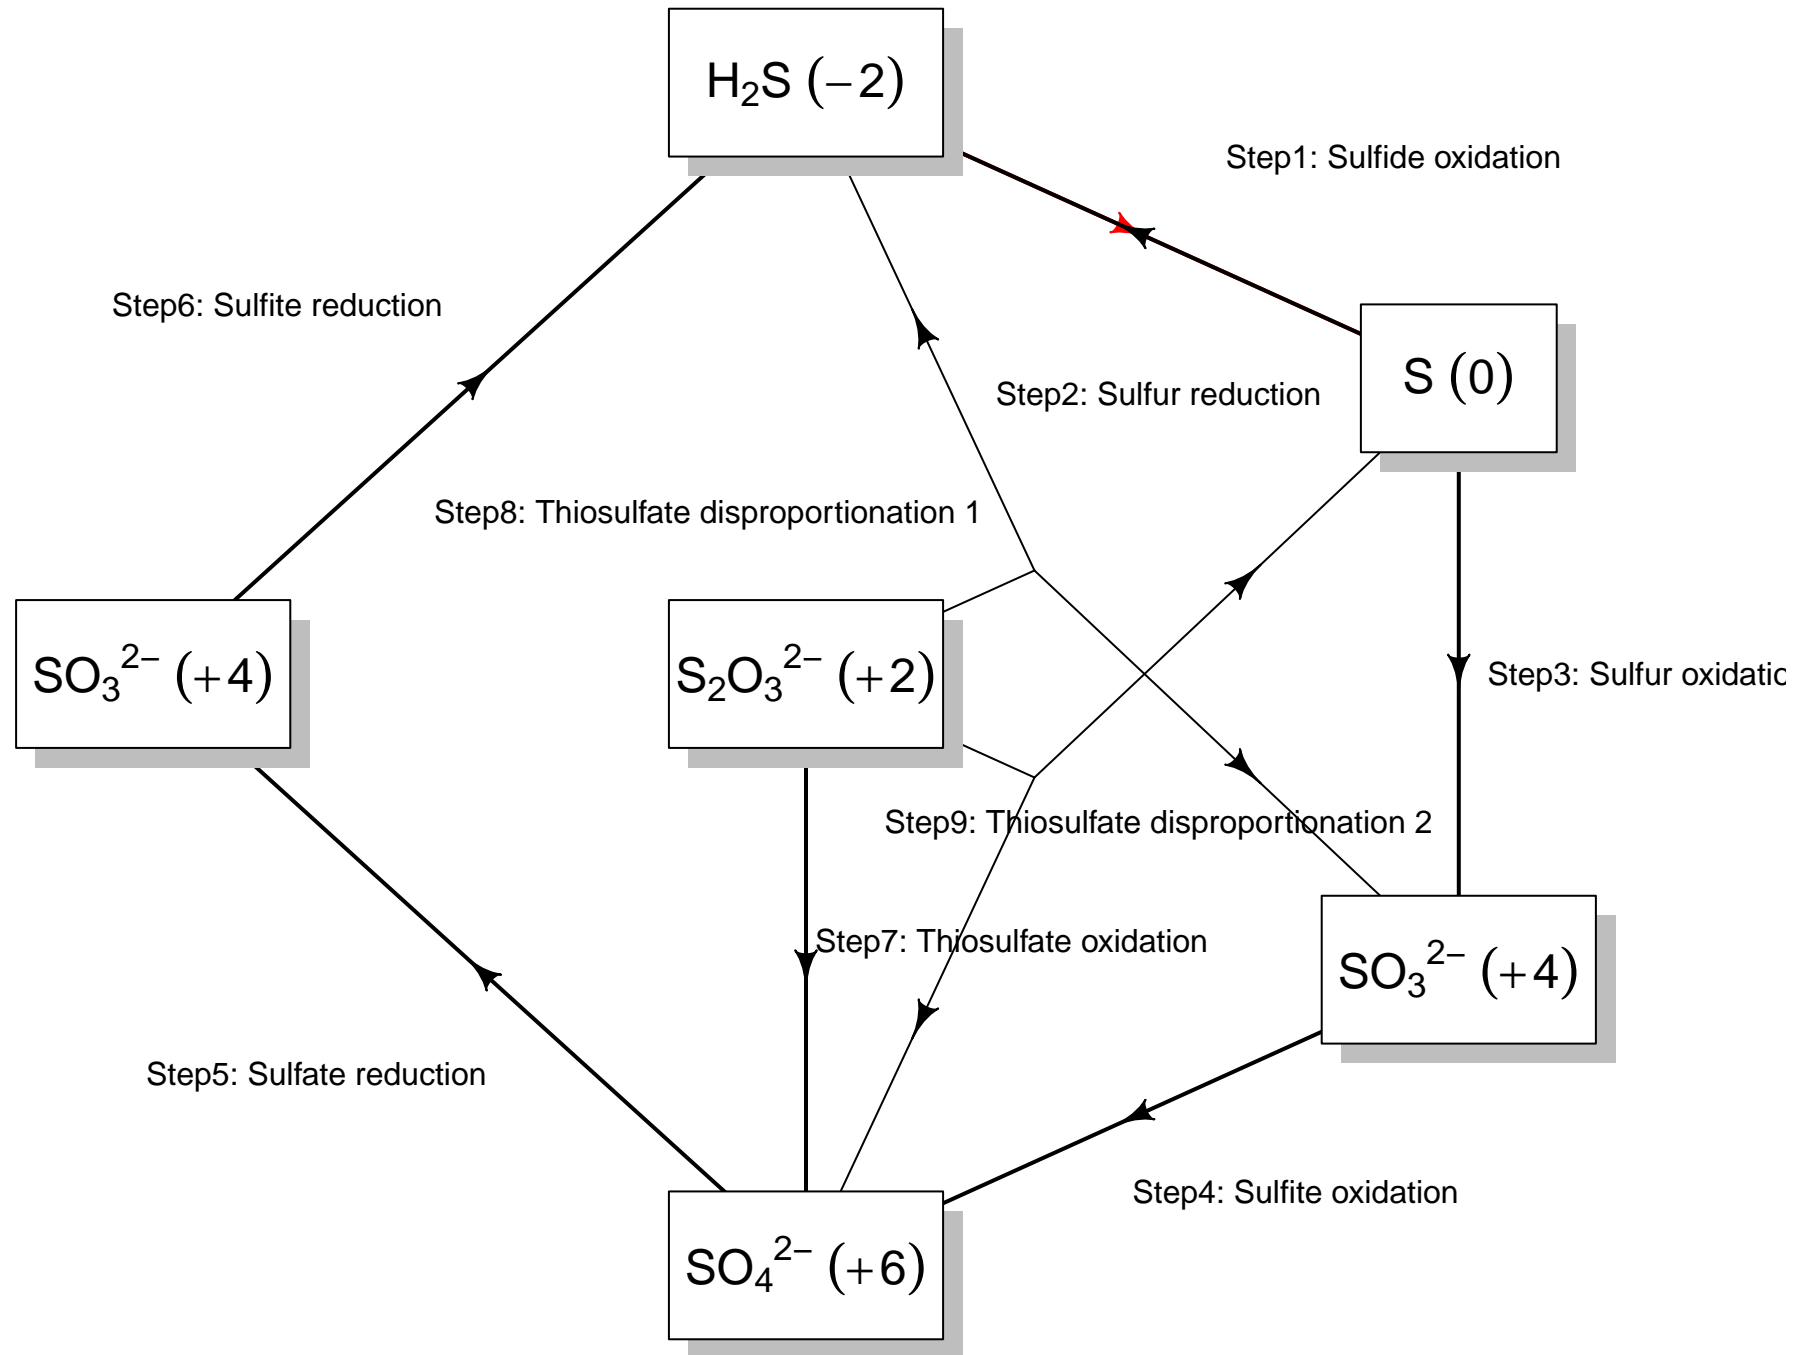 H₂S (−2)
Step1: Sulfide oxidation
Step6: Sulfite reduction
S (0)
Step2: Sulfur reduction
Step8: Thiosulfate disproportionation 1
SO₃²⁻ (+4)
S₂O₃²⁻ (+2)
Step3: Sulfur oxidatic
Step9: Thiosulfate disproportionation 2
Step7: Thiosulfate oxidation
SO₃²⁻ (+4)
Step5: Sulfate reduction
Step4: Sulfite oxidation
SO₄²⁻ (+6)